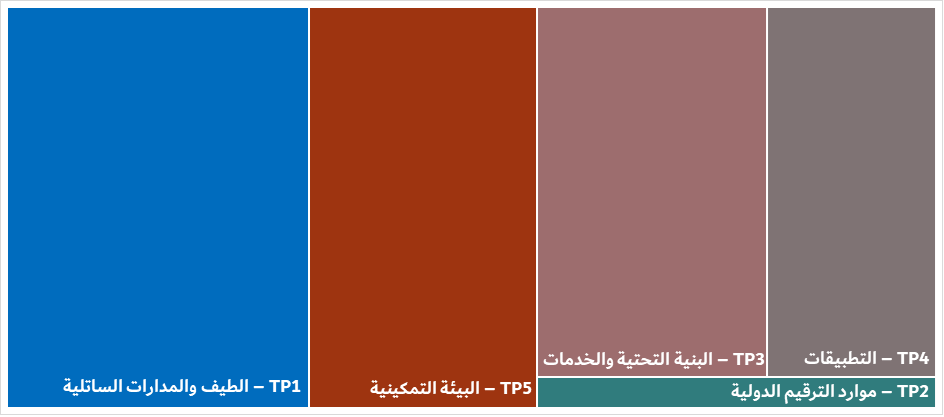 TP1 – الطيف والمدارات الساتلية
TP5 – البيئة التمكينية
TP3 – البنية التحتية والخدمات
TP4 – التطبيقات
TP2 – موارد الترقيم الدولية